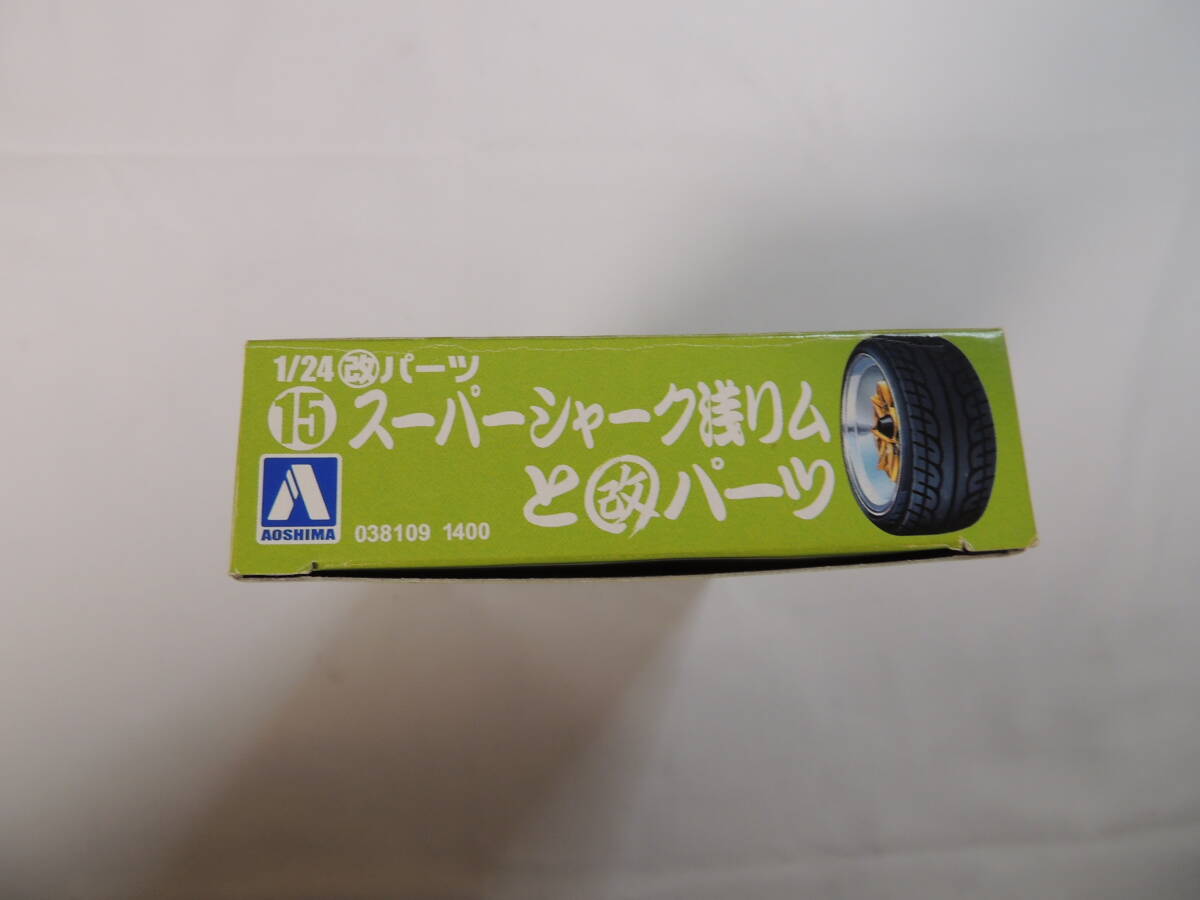 1/24 ㊋改パーツ
⑮ スーパーシャーク浅リム
と 改 パーツ
AOSHIMA
038109 1400